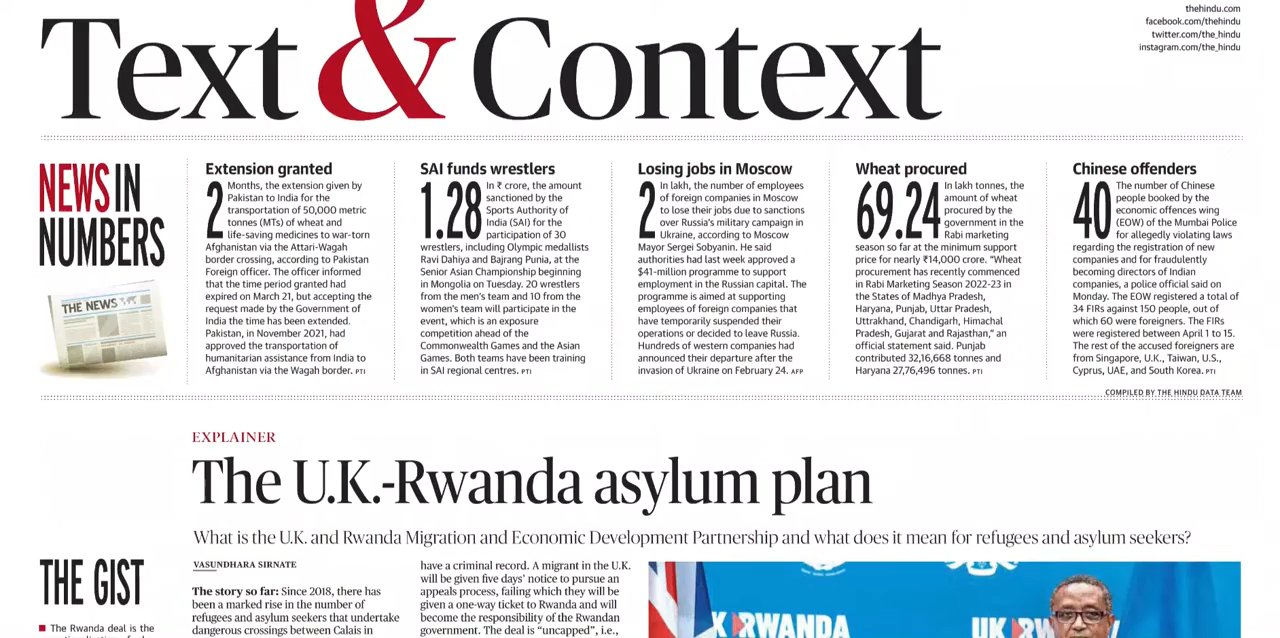 thehindu.com
facebook.com/thehindu
twitter.com/the_hindu
instagram.com/the_hindu
Text & Context
NEWS IN
NUMBERS
THE NEWS
Extension granted
2
Months, the extension given by
Pakistan to India for the
transportation of 50,000 metric
tonnes (MTs) of wheat and
life-saving medicines to war-torn
Afghanistan via the Attari-Wagah
border crossing, according to Pakistan
Foreign officer. The officer informed
that the time period granted had
expired on March 21, but accepting the
request made by the Government of
India the time has been extended.
Pakistan, in November 2021, had
approved the transportation of
humanitarian assistance from India to
Afghanistan via the Wagah border. PTI
SAI funds wrestlers
1.28
In ₹ crore, the amount
sanctioned by the
Sports Authority of
India (SAI) for the
participation of 30
wrestlers, including Olympic medallists
Ravi Dahiya and Bajrang Punia, at the
Senior Asian Championship beginning
in Mongolia on Tuesday. 20 wrestlers
from the men's team and 10 from the
women's team will participate in the
event, which is an exposure
competition ahead of the
Commonwealth Games and the Asian
Games. Both teams have been training
in SAI regional centres. PTI
Losing jobs in Moscow
2
In lakh, the number of employees
of foreign companies in Moscow
to lose their jobs due to sanctions
over Russia's military campaign in
Ukraine, according to Moscow
Mayor Sergei Sobyanin. He said
authorities had last week approved a
$41-million programme to support
employment in the Russian capital. The
programme is aimed at supporting
employees of foreign companies that
have temporarily suspended their
operations or decided to leave Russia.
Hundreds of western companies had
announced their departure after the
invasion of Ukraine on February 24. AFP
Wheat procured
69.24
In lakh tonnes, the
amount of wheat
procured by the
government in the
Rabi marketing
season so far at the minimum support
price for nearly ₹14,000 crore. "Wheat
procurement has recently commenced
in Rabi Marketing Season 2022-23 in
the States of Madhya Pradesh,
Haryana, Punjab, Uttar Pradesh,
Uttrakhand, Chandigarh, Himachal
Pradesh, Gujarat and Rajasthan," an
official statement said. Punjab
contributed 32,16,668 tonnes and
Haryana 27,76,496 tonnes. PTI
Chinese offenders
40
The number of Chinese
people booked by the
economic offences wing
(EOW) of the Mumbai Police
for allegedly violating laws
regarding the registration of new
companies and for fraudulently
becoming directors of Indian
companies, a police official said on
Monday. The EOW registered a total of
34 FIRs against 150 people, out of
which 60 were foreigners. The FIRs
were registered between April 1 to 15.
The rest of the accused foreigners are
from Singapore, U.K., Taiwan, U.S.,
Cyprus, UAE, and South Korea. PTI
COMPILED BY THE HINDU DATA TEAM
EXPLAINER
The U.K.-Rwanda asylum plan
What is the U.K. and Rwanda Migration and Economic Development Partnership and what does it mean for refugees and asylum seekers?
THE GIST
The Rwanda deal is the
VASUNDHARA SIRNATE
The story so far: Since 2018, there has
been a marked rise in the number of
refugees and asylum seekers that undertake
dangerous crossings between Calais in
have a criminal record. A migrant in the U.K.
will be given five days' notice to pursue an
appeals process, failing which they will be
given a one-way ticket to Rwanda and will
become the responsibility of the Rwandan
government. The deal is "uncapped", i.e.,
K RWANDA
UK RW